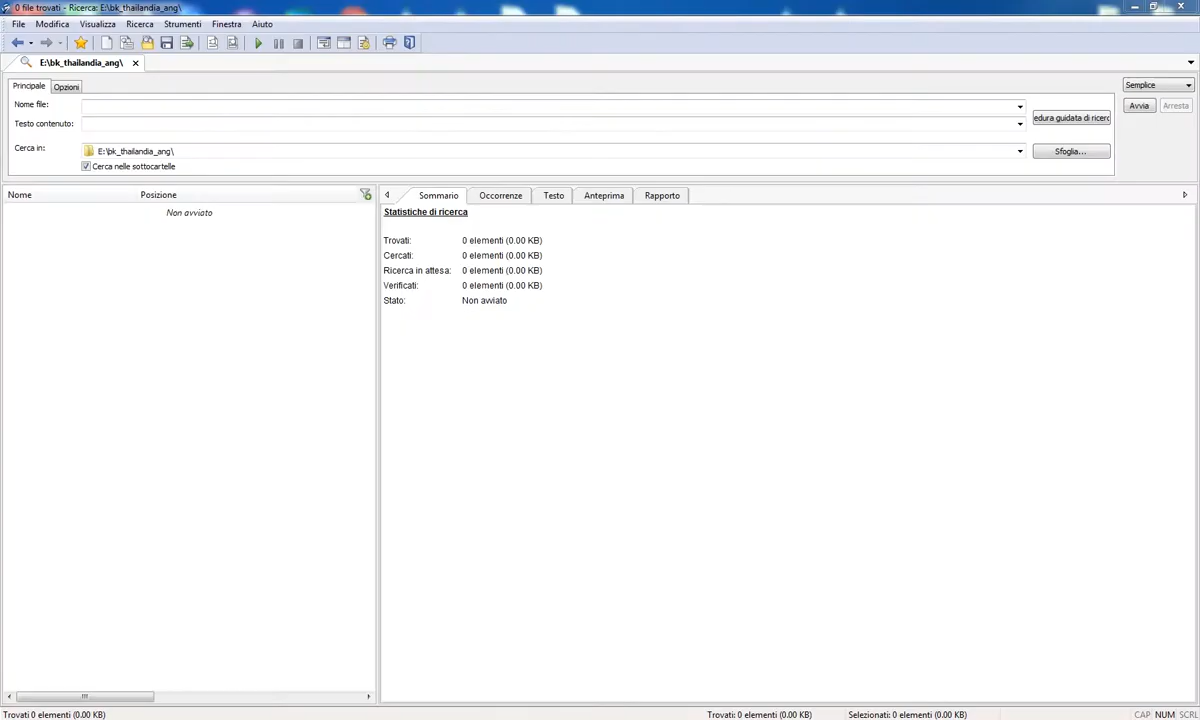 0 file trovati - Ricerca: E:\bk_thailandia_ang\
File Modifica Visualizza Ricerca Strumenti Finestra Aiuto
E:\bk_thailandia_ang\
Principale Opzioni
Semplice
Nome file:
Avvia Arresta
Testo contenuto:
edura guidata di ricerc
Cerca in: E:\bk_thailandia_ang\ Sfoglia...
Cerca nelle sottocartelle
Nome Posizione
Sommario Occorrenze Testo Anteprima Rapporto
Non avviato
Statistiche di ricerca
Trovati: 0 elementi (0.00 KB)
Cercati: 0 elementi (0.00 KB)
Ricerca in attesa: 0 elementi (0.00 KB)
Verificati: 0 elementi (0.00 KB)
Stato: Non avviato
Trovati 0 elementi (0.00 KB) Trovati: 0 elementi (0.00 KB) Selezionati: 0 elementi (0.00 KB) CAP NUM SCRL